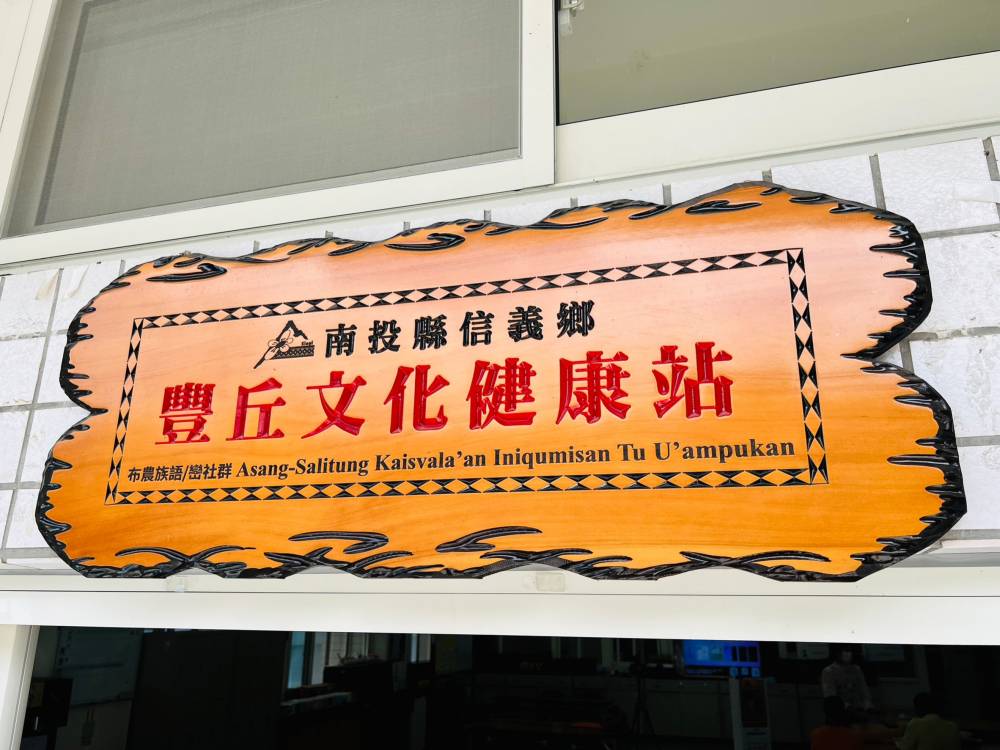 南投縣信義鄉
豐丘文化健康站
布農族語/巒社群 Asang-Salitung Kaisvala'an Iniqumisan Tu U'ampukan